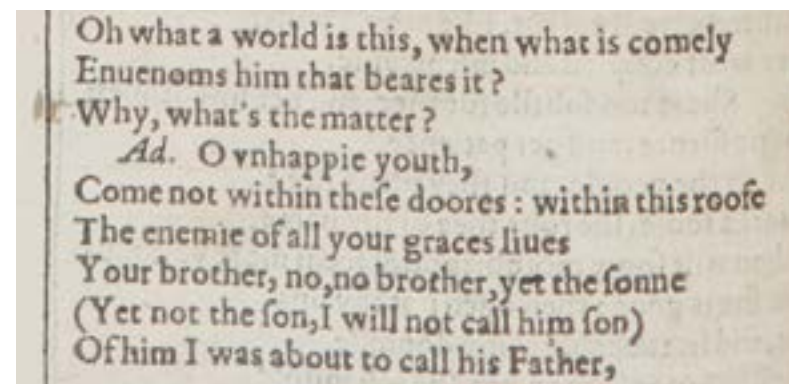 Oh what a world is this, when what is comely
Enuenoms him that beares it?
Why, what's the matter?
Ad. O vnhappie youth,
Come not within theſe doores: within this roofe
The enemie of all your graces liues
Your brother, no, no brother, yet the ſonne
(Yet not the ſon, I will not call him ſon)
Of him I was about to call his Father,